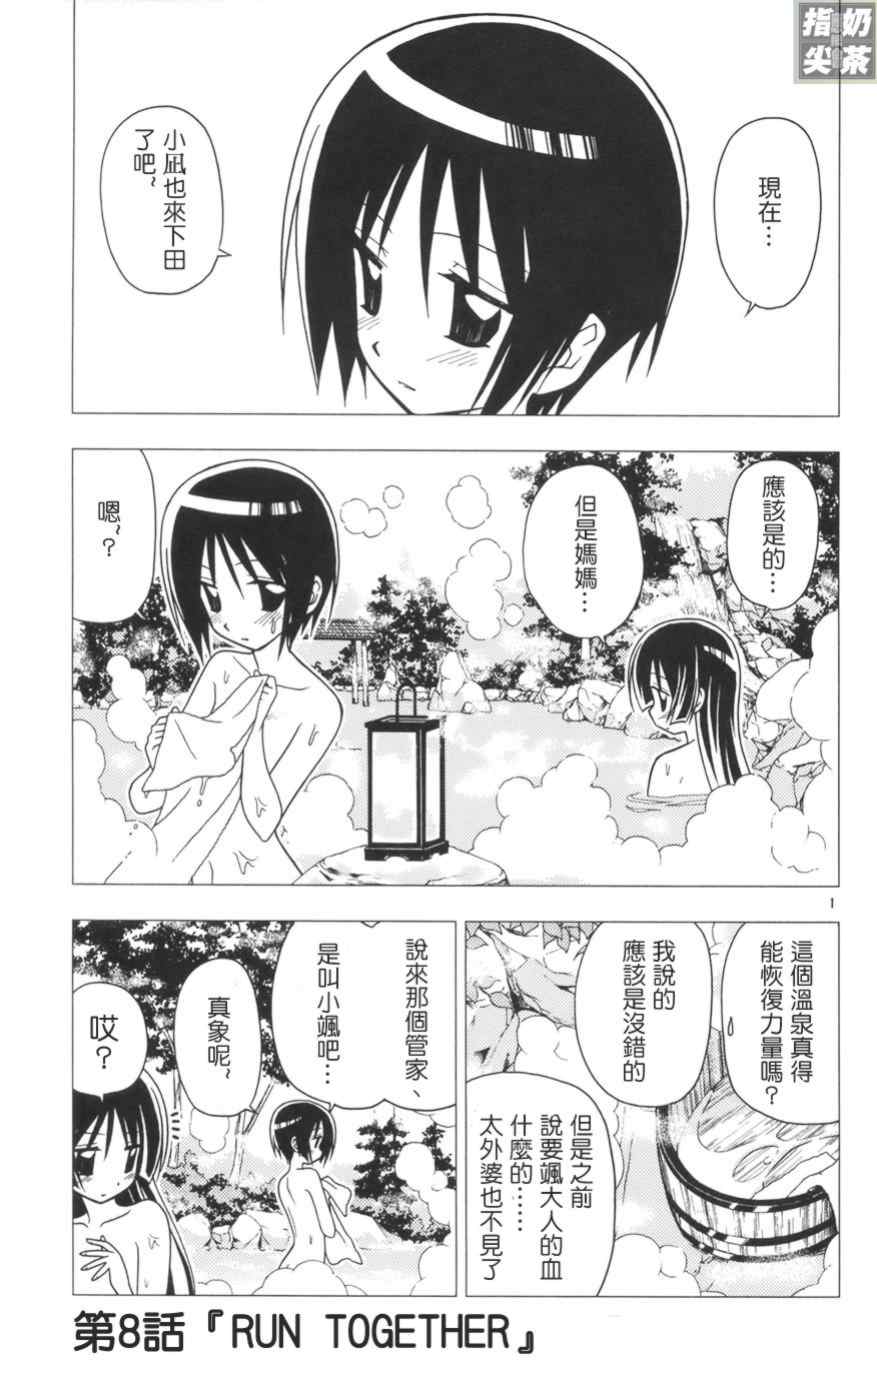 指奶
尖茶
現在…
小凪也來下田
了吧~
應該是的…
但是媽媽…
嗯~?
1
這個溫泉真得
能恢復力量嗎?
我說的
應該是沒錯的
但是之前
說要颯大人的血
什麼的……
太外婆也不見了
說來那個管家、
是叫小颯吧…
真象呢~
哎?
第8話『RUN TOGETHER』